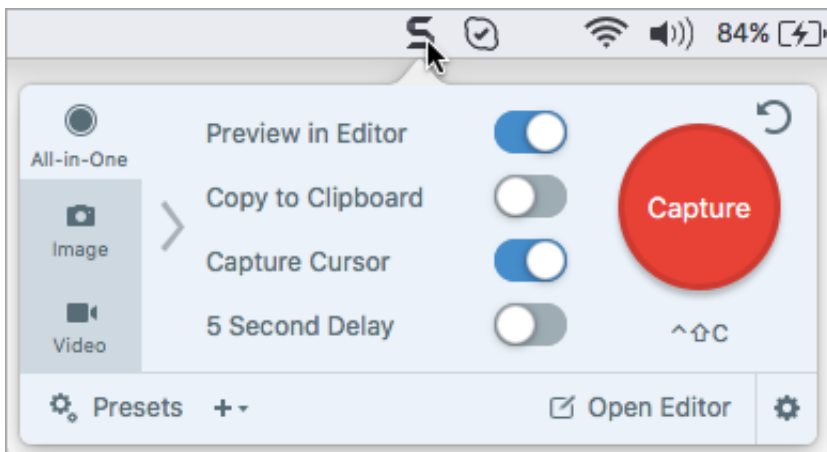 84%
All-in-One
Image
Video
Preview in Editor
Copy to Clipboard
Capture Cursor
5 Second Delay
Capture
^⇧C
Presets
+
Open Editor